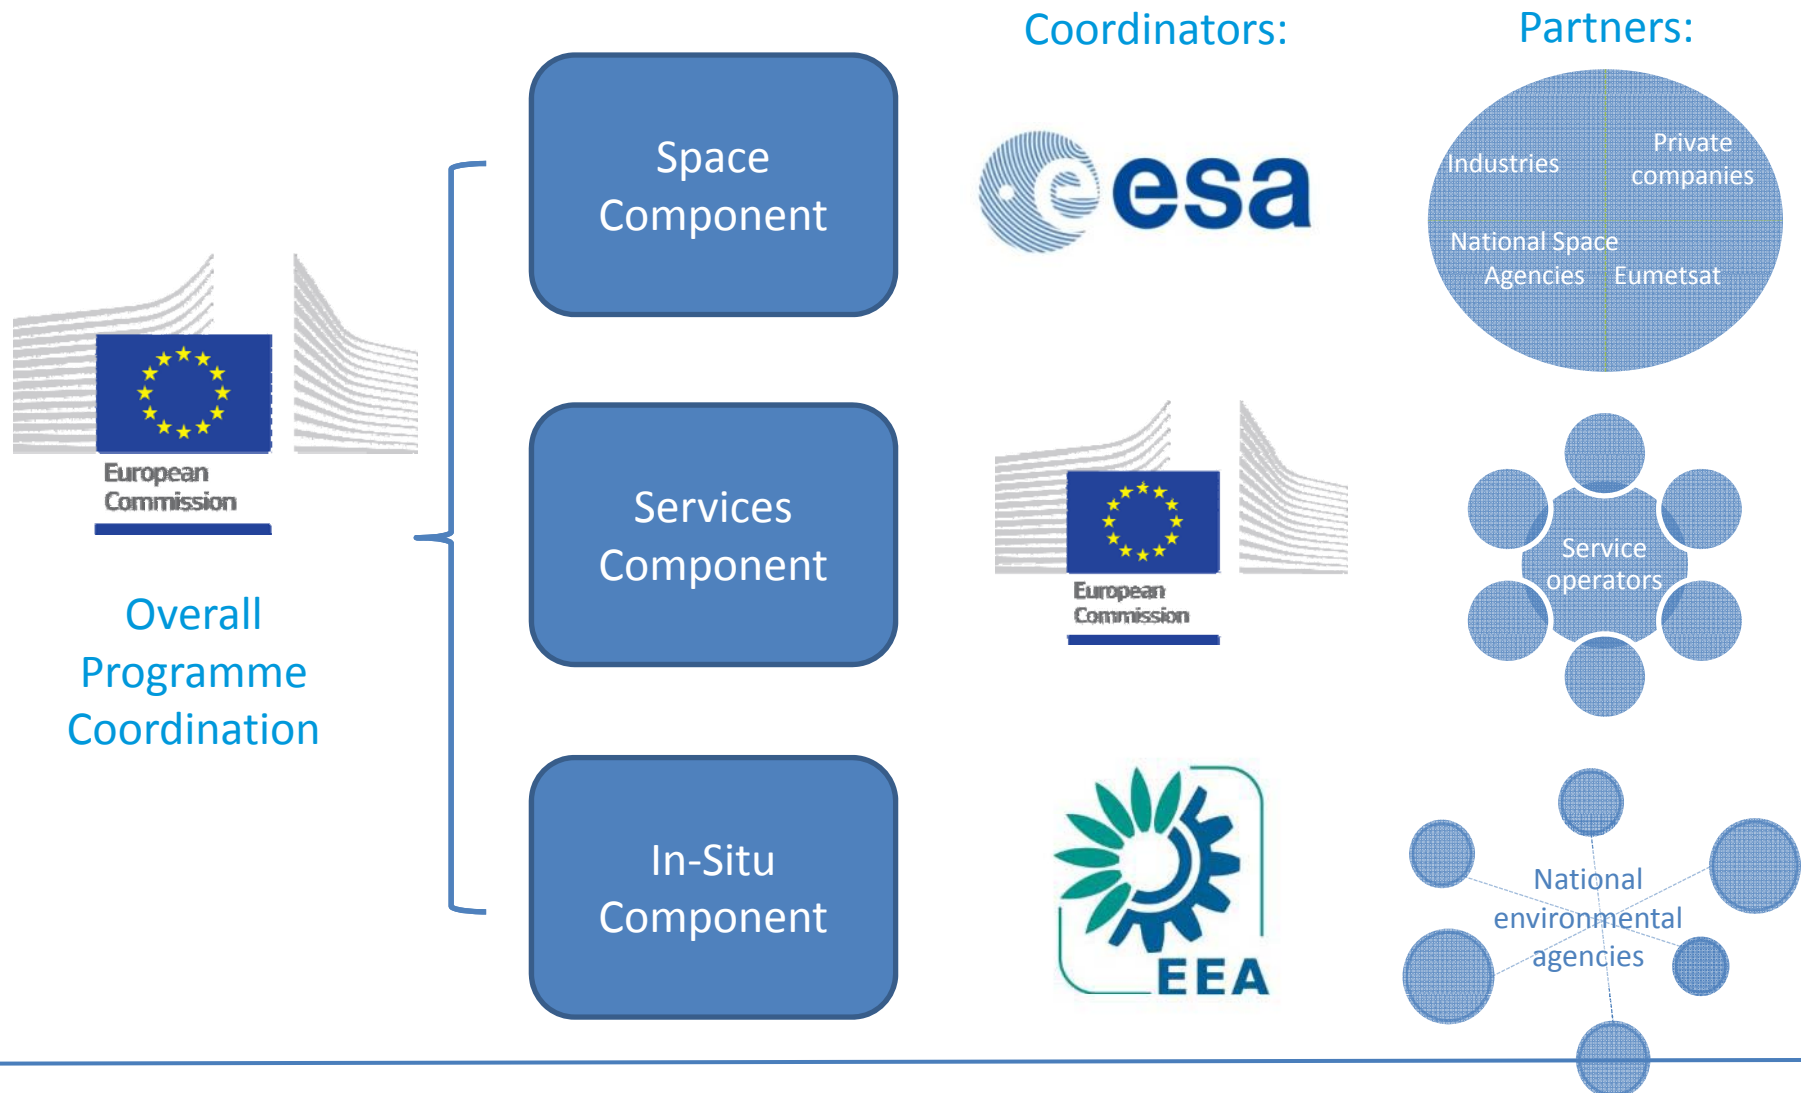 Coordinators:
Partners:
Space
Component
esa
Industries
Private
companies
National Space
Agencies
Eumetsat
European
Commission
Overall
Programme
Coordination
Services
Component
European
Commission
Service
operators
In-Situ
Component
EEA
National
environmental
agencies